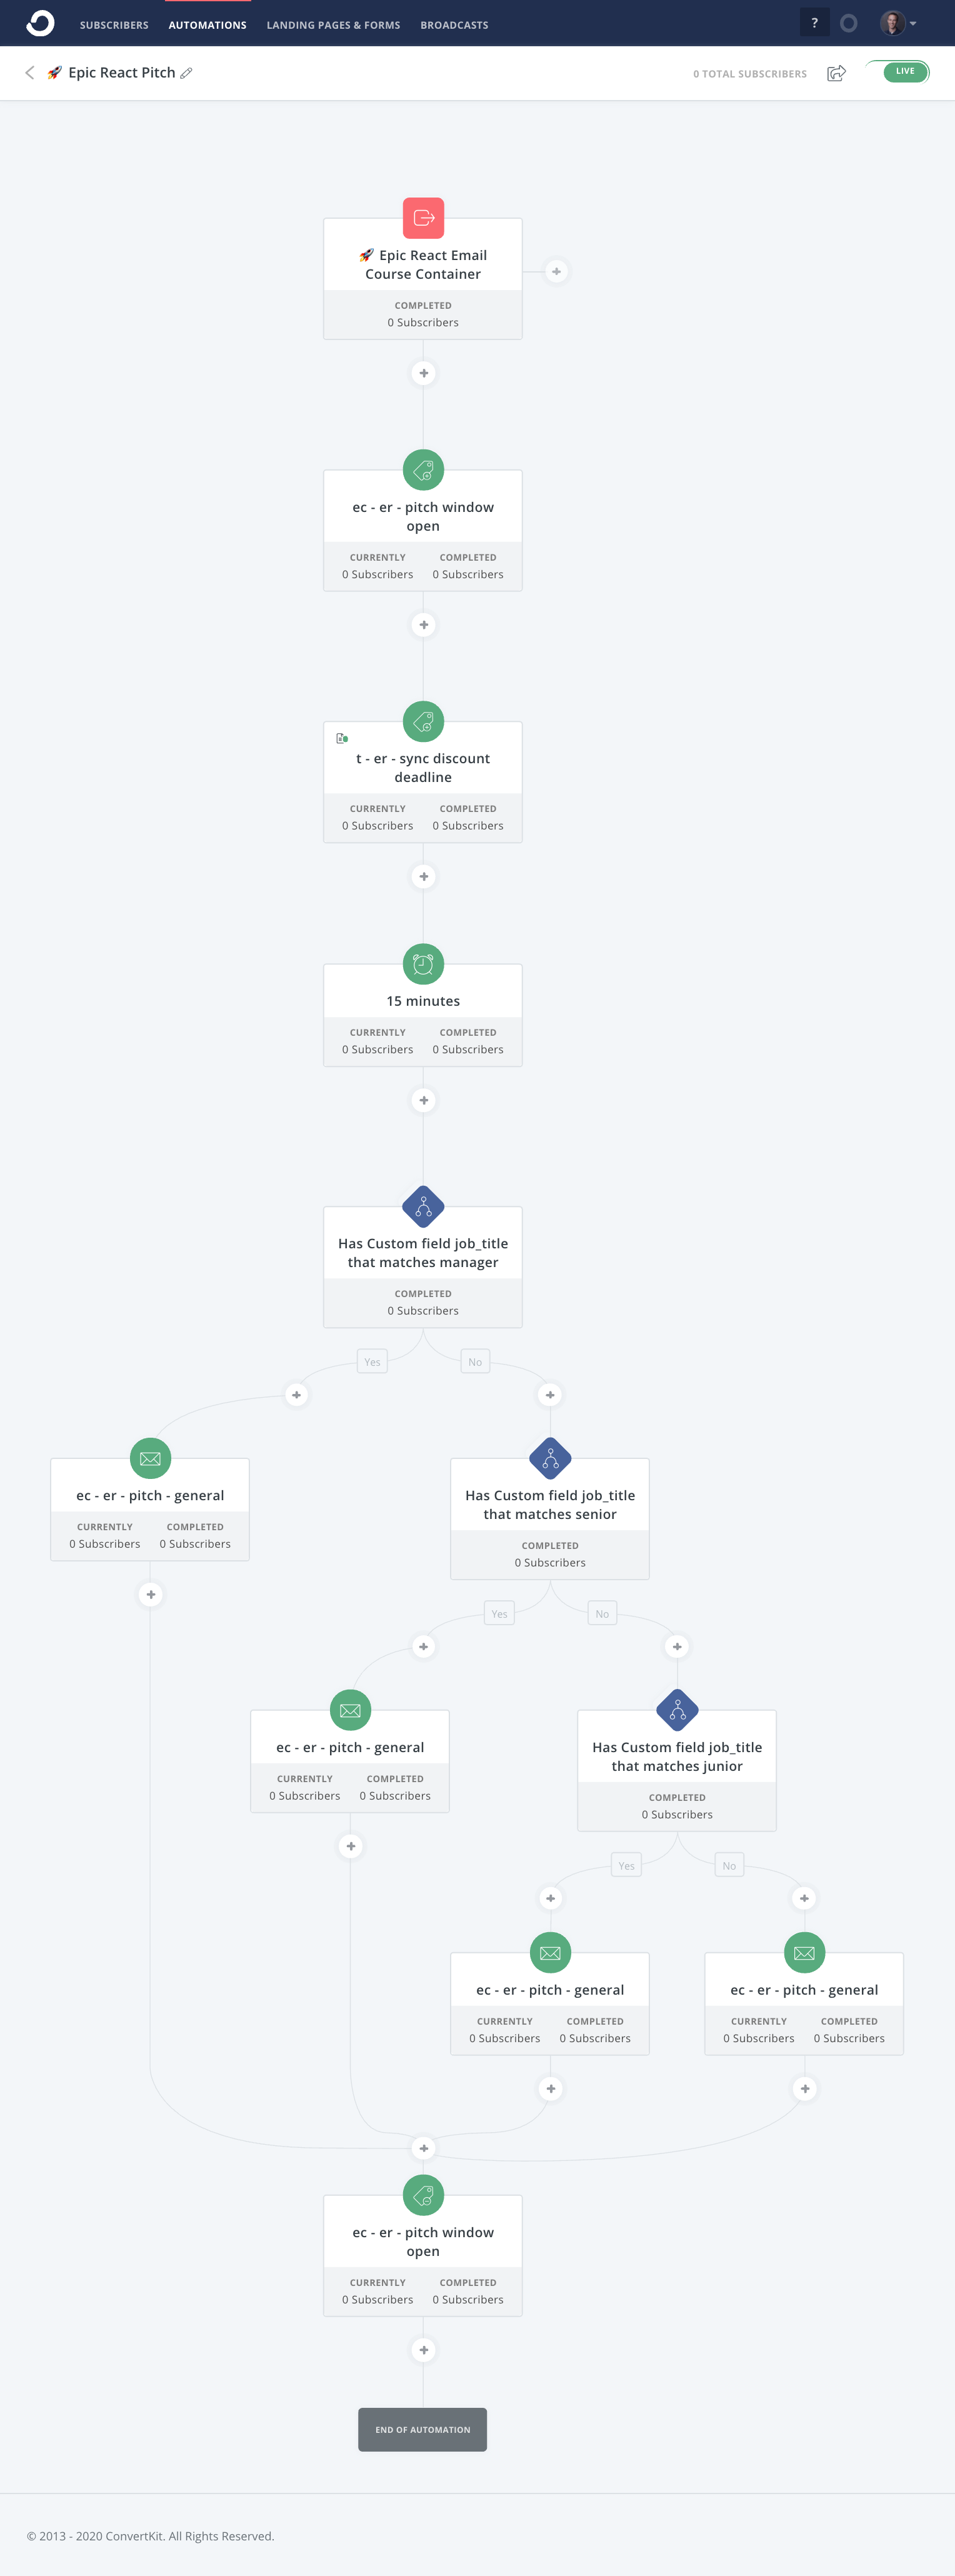 SUBSCRIBERS AUTOMATIONS LANDING PAGES & FORMS BROADCASTS ?
🚀 Epic React Pitch 0 TOTAL SUBSCRIBERS LIVE
🚀 Epic React Email
Course Container
COMPLETED
0 Subscribers
ec - er - pitch window
open
CURRENTLY COMPLETED
0 Subscribers 0 Subscribers
t - er - sync discount
deadline
CURRENTLY COMPLETED
0 Subscribers 0 Subscribers
15 minutes
CURRENTLY COMPLETED
0 Subscribers 0 Subscribers
Has Custom field job_title
that matches manager
COMPLETED
0 Subscribers
Yes No
ec - er - pitch - general
CURRENTLY COMPLETED
0 Subscribers 0 Subscribers
Has Custom field job_title
that matches senior
COMPLETED
0 Subscribers
Yes No
ec - er - pitch - general
CURRENTLY COMPLETED
0 Subscribers 0 Subscribers
Has Custom field job_title
that matches junior
COMPLETED
0 Subscribers
Yes No
ec - er - pitch - general
CURRENTLY COMPLETED
0 Subscribers 0 Subscribers
ec - er - pitch - general
CURRENTLY COMPLETED
0 Subscribers 0 Subscribers
ec - er - pitch window
open
CURRENTLY COMPLETED
0 Subscribers 0 Subscribers
END OF AUTOMATION
© 2013 - 2020 ConvertKit. All Rights Reserved.